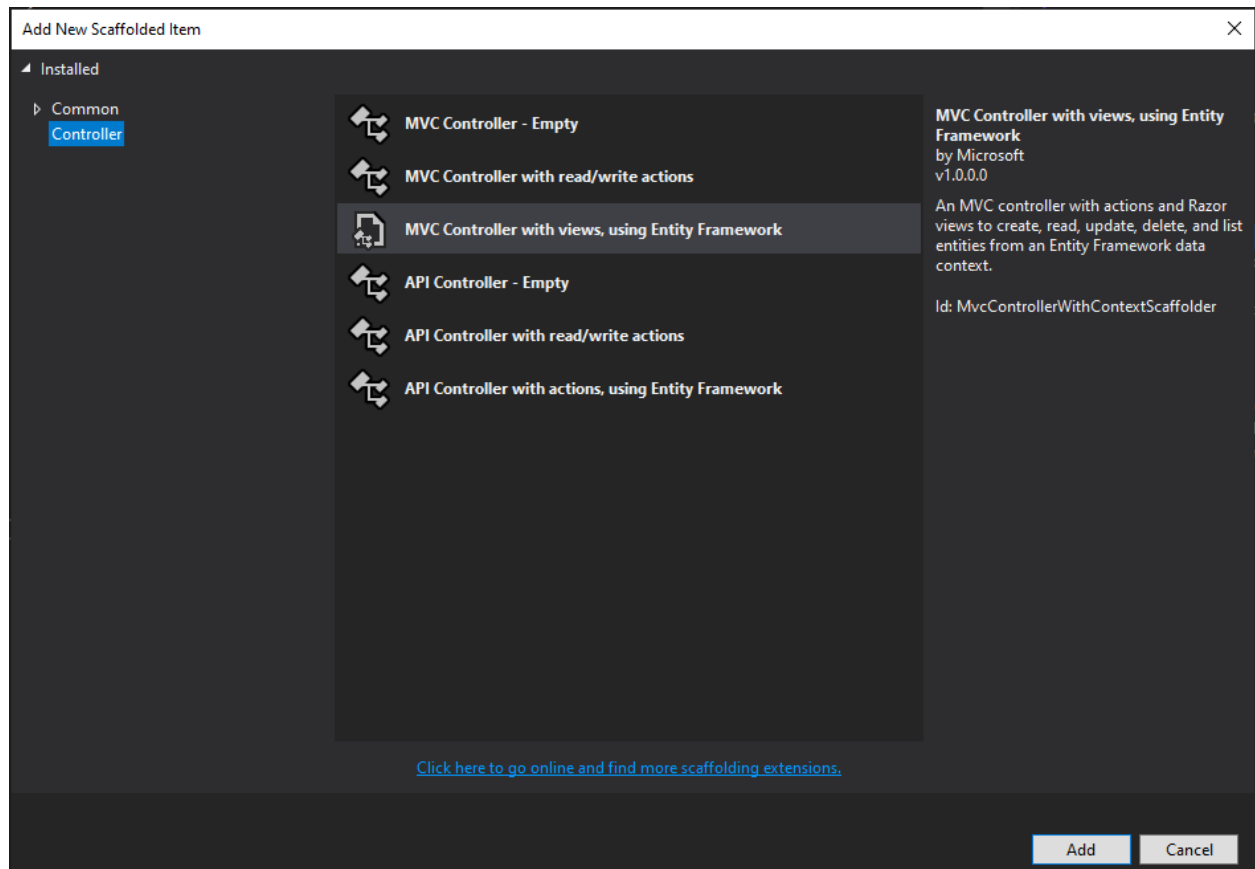 Add New Scaffolded Item
Installed
Common
Controller
MVC Controller - Empty
MVC Controller with read/write actions
MVC Controller with views, using Entity Framework
API Controller - Empty
API Controller with read/write actions
API Controller with actions, using Entity Framework
MVC Controller with views, using Entity
Framework
by Microsoft
v1.0.0.0
An MVC controller with actions and Razor
views to create, read, update, delete, and list
entities from an Entity Framework data
context.
Id: MvcControllerWithContextScaffolder
Click here to go online and find more scaffolding extensions.
Add
Cancel